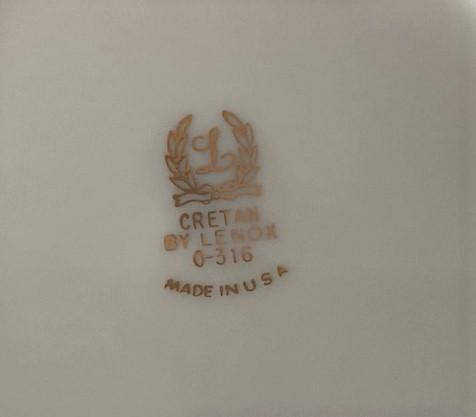 L
CRETAN
BY LENOX
O-316
MADE IN USA